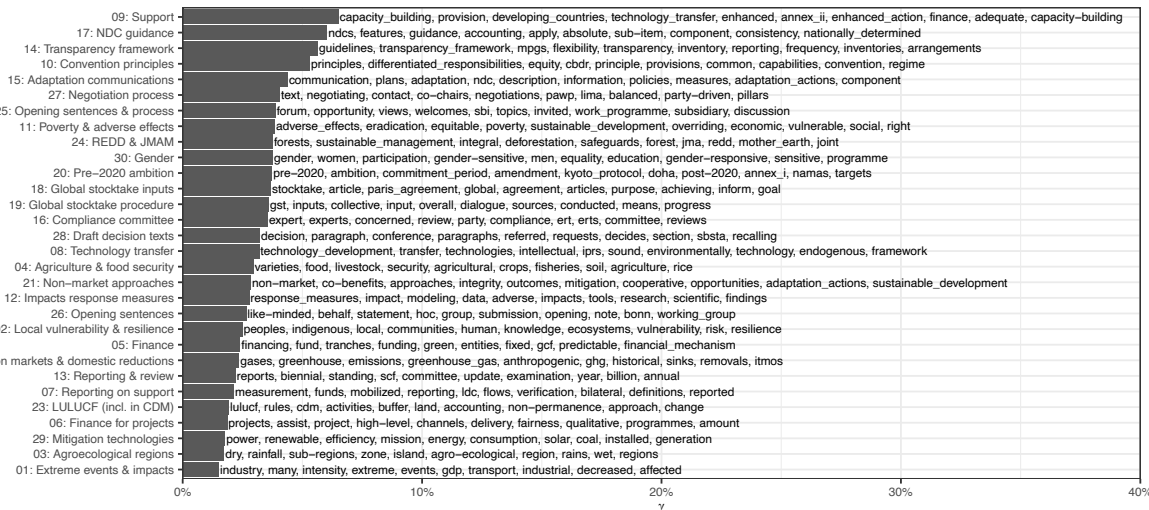 09: Support capacity_building, provision, developing_countries, technology_transfer, enhanced, annex_ii, enhanced_action, finance, adequate, capacity-building
17: NDC guidance ndcs, features, guidance, accounting, apply, absolute, sub-item, component, consistency, nationally_determined
14: Transparency framework guidelines, transparency_framework, mpgs, flexibility, transparency, inventory, reporting, frequency, inventories, arrangements
10: Convention principles principles, differentiated_responsibilities, equity, cbdr, principle, provisions, common, capabilities, convention, regime
15: Adaptation communications communication, plans, adaptation, ndc, description, information, policies, measures, adaptation_actions, component
27: Negotiation process text, negotiating, contact, co-chairs, negotiations, pawp, lima, balanced, party-driven, pillars
25: Opening sentences & process forum, opportunity, views, welcomes, sbi, topics, invited, work_programme, subsidiary, discussion
11: Poverty & adverse effects adverse_effects, eradication, equitable, poverty, sustainable_development, overriding, economic, vulnerable, social, right
24: REDD & JMAM forests, sustainable_management, integral, deforestation, safeguards, forest, jma, redd, mother_earth, joint
30: Gender gender, women, participation, gender-sensitive, men, equality, education, gender-responsive, sensitive, programme
20: Pre-2020 ambition pre-2020, ambition, commitment_period, amendment, kyoto_protocol, doha, post-2020, annex_i, namas, targets
18: Global stocktake inputs stocktake, article, paris_agreement, global, agreement, articles, purpose, achieving, inform, goal
19: Global stocktake procedure gst, inputs, collective, input, overall, dialogue, sources, conducted, means, progress
16: Compliance committee expert, experts, concerned, review, party, compliance, ert, erts, committee, reviews
28: Draft decision texts decision, paragraph, conference, paragraphs, referred, requests, decides, section, sbsta, recalling
08: Technology transfer technology_development, transfer, technologies, intellectual, iprs, sound, environmentally, technology, endogenous, framework
04: Agriculture & food security varieties, food, livestock, security, agricultural, crops, fisheries, soil, agriculture, rice
21: Non-market approaches non-market, co-benefits, approaches, integrity, outcomes, mitigation, cooperative, opportunities, adaptation_actions, sustainable_development
12: Impacts response measures response_measures, impact, modeling, data, adverse, impacts, tools, research, scientific, findings
26: Opening sentences like-minded, behalf, statement, hoc, group, submission, opening, note, bonn, working_group
02: Local vulnerability & resilience peoples, indigenous, local, communities, human, knowledge, ecosystems, vulnerability, risk, resilience
05: Finance financing, fund, tranches, funding, green, entities, fixed, gcf, predictable, financial_mechanism
markets & domestic reductions gases, greenhouse, emissions, greenhouse_gas, anthropogenic, ghg, historical, sinks, removals, itmos
13: Reporting & review reports, biennial, standing, scf, committee, update, examination, year, billion, annual
07: Reporting on support measurement, funds, mobilized, reporting, ldc, flows, verification, bilateral, definitions, reported
23: LULUCF (incl. in CDM) lulucf, rules, cdm, activities, buffer, land, accounting, non-permanence, approach, change
06: Finance for projects projects, assist, project, high-level, channels, delivery, fairness, qualitative, programmes, amount
29: Mitigation technologies power, renewable, efficiency, mission, energy, consumption, solar, coal, installed, generation
03: Agroecological regions dry, rainfall, sub-regions, zone, island, agro-ecological, region, rains, wet, regions
01: Extreme events & impacts industry, many, intensity, extreme, events, gdp, transport, industrial, decreased, affected
0% 10% 20% 30% 40%
γ